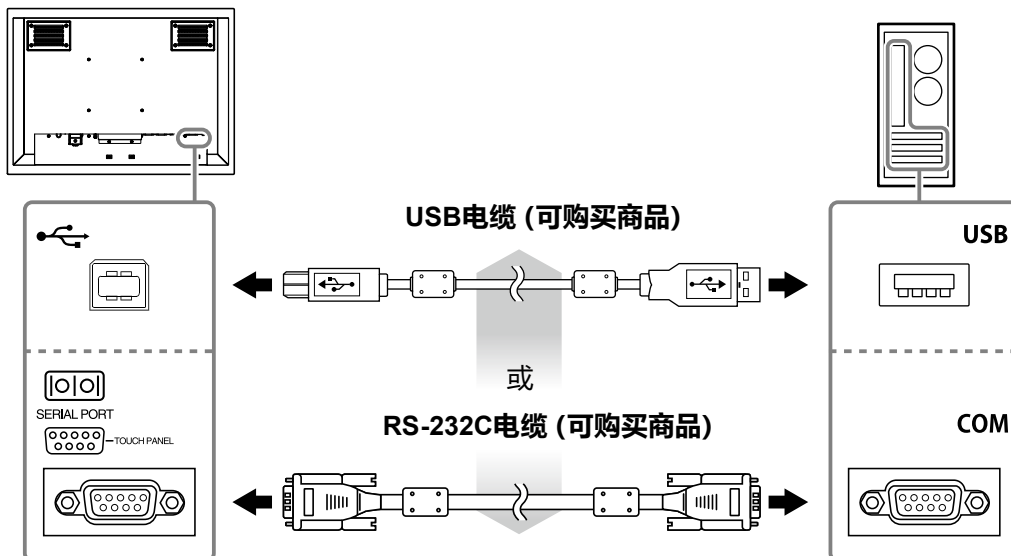 USB电缆 (可购买商品)
USB
或
SERIAL PORT
TOUCH PANEL
RS-232C电缆 (可购买商品)
COM